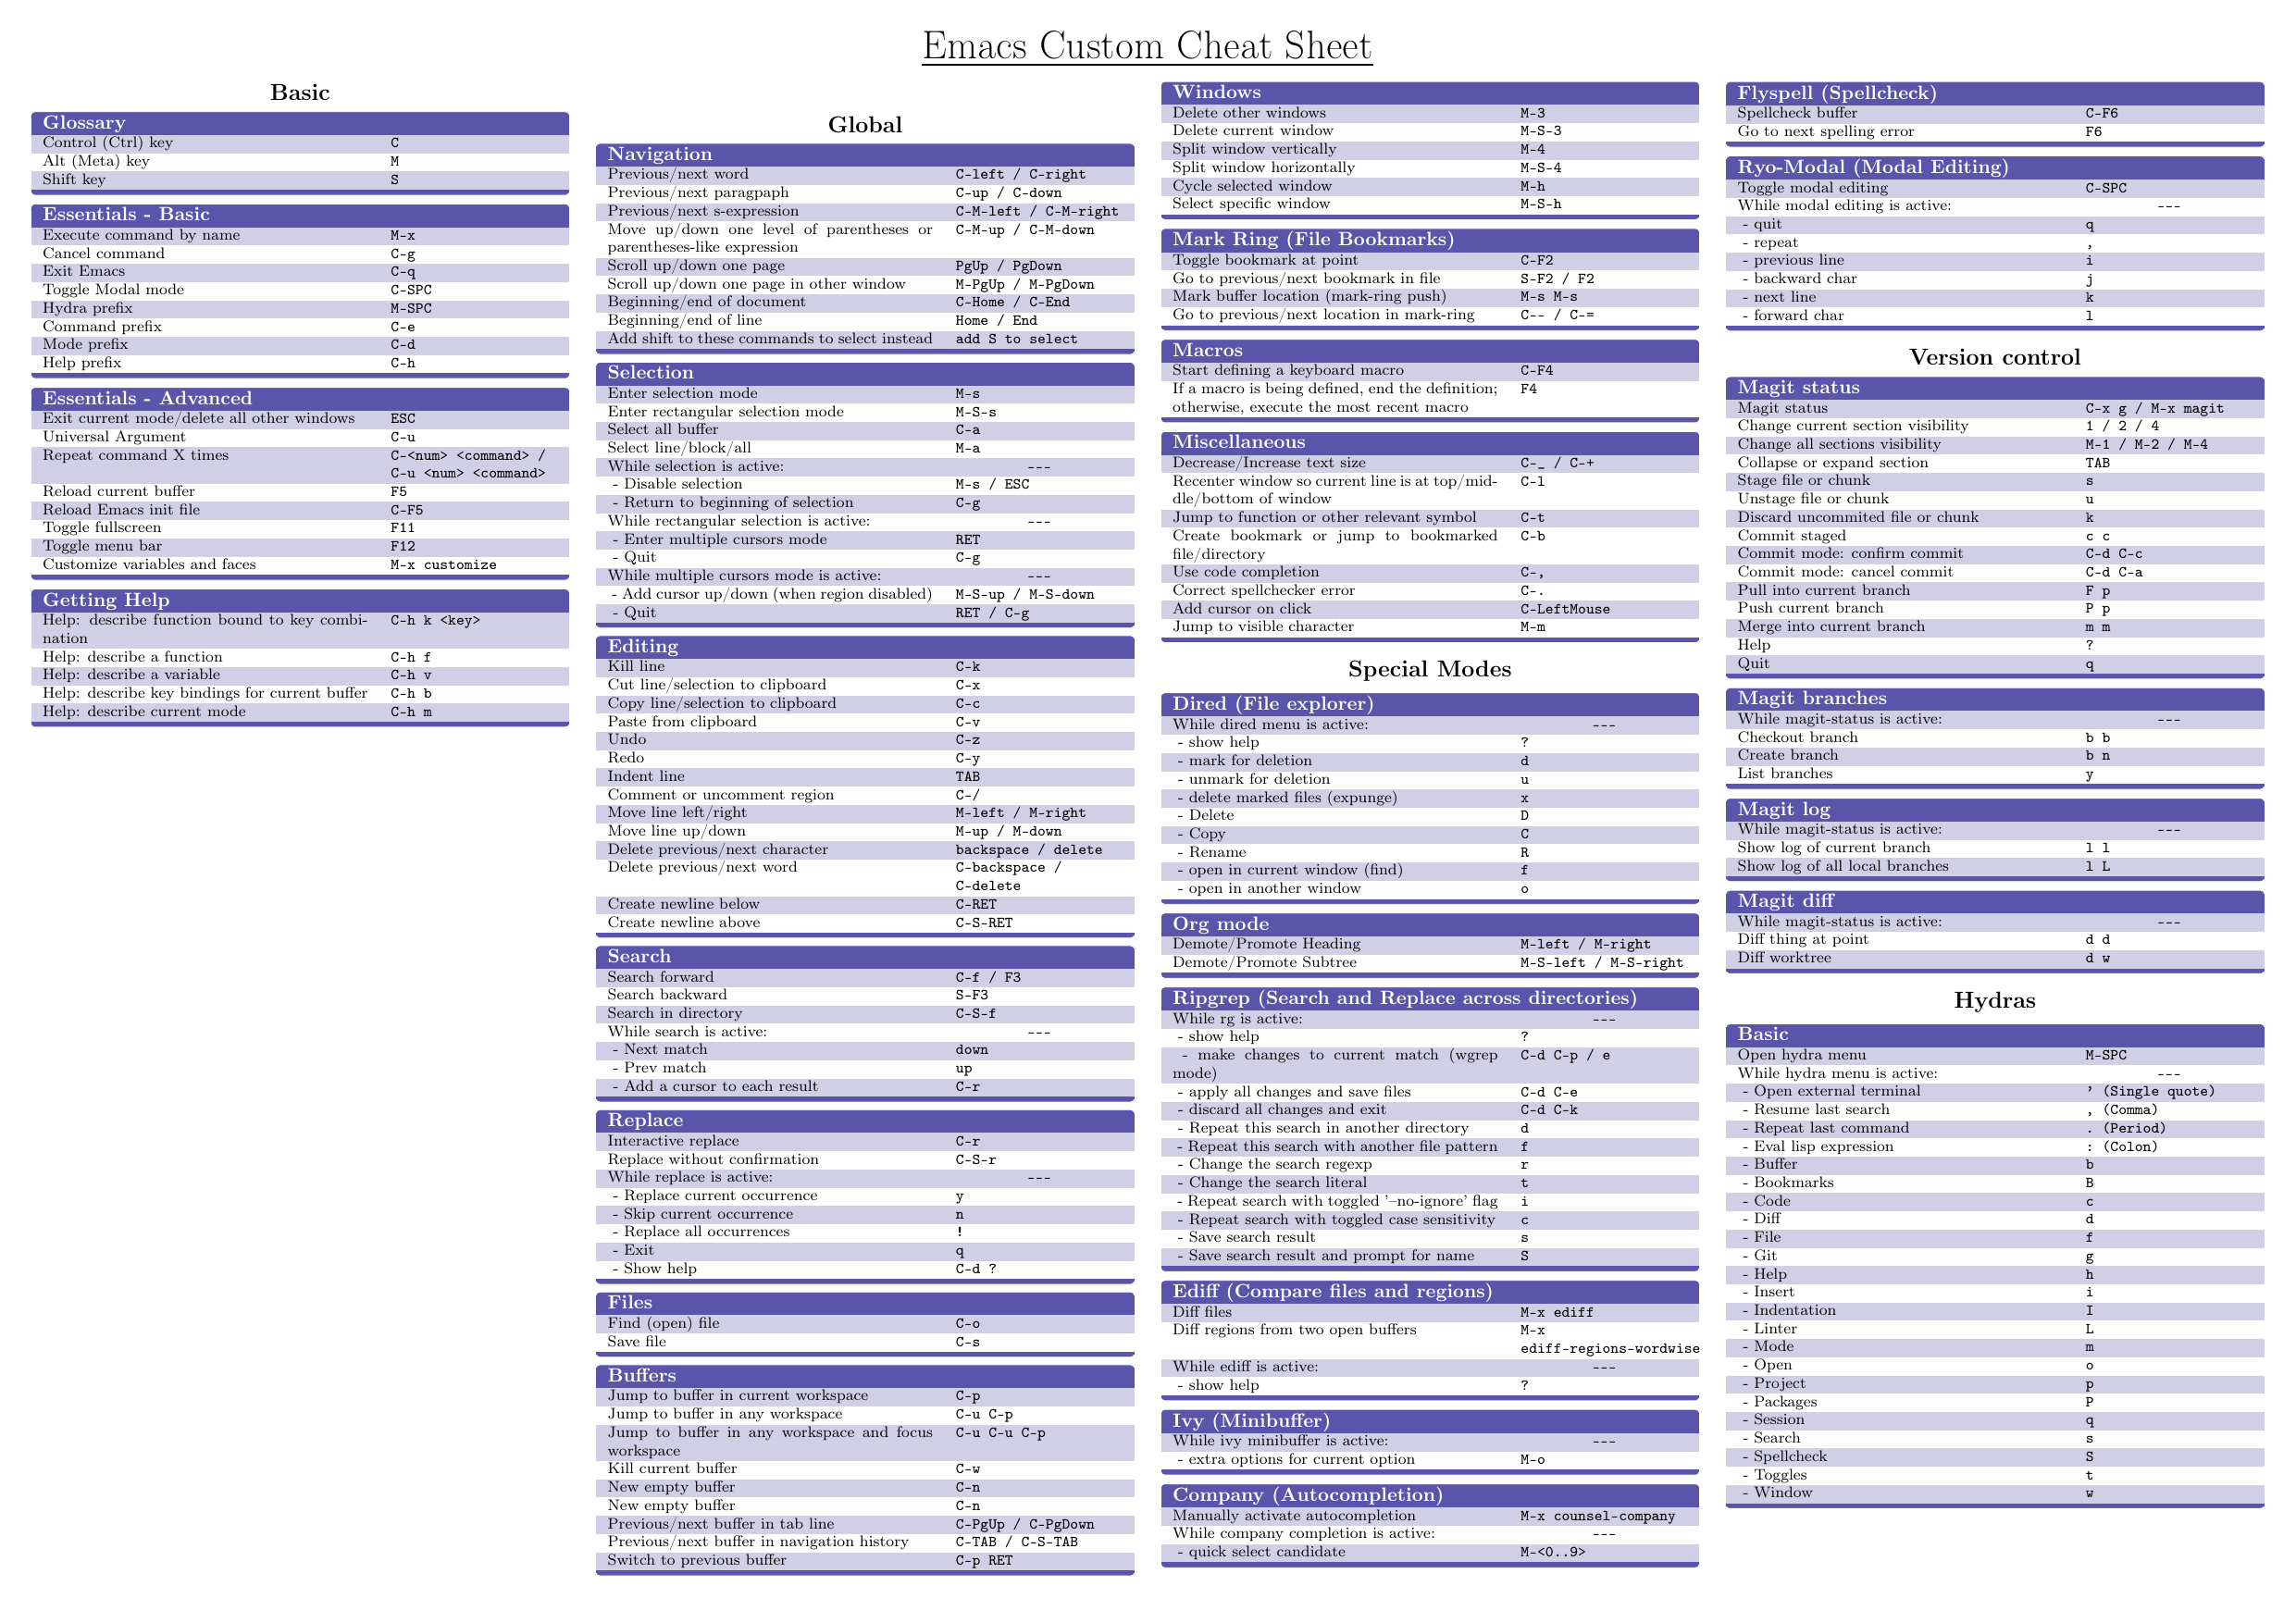 Emacs Custom Cheat Sheet
Basic
Glossary
Control (Ctrl) key C
Alt (Meta) key M
Shift key S
Essentials - Basic
Execute command by name M-x
Cancel command C-g
Exit Emacs C-q
Toggle Modal mode C-SPC
Hydra prefix M-SPC
Command prefix C-e
Mode prefix C-d
Help prefix C-h
Essentials - Advanced
Exit current mode/delete all other windows ESC
Universal Argument C-u
Repeat command X times C-<num> <command> /
C-u <num> <command>
Reload current buffer F5
Reload Emacs init file C-F5
Toggle fullscreen F11
Toggle menu bar F12
Customize variables and faces M-x customize
Getting Help
Help: describe function bound to key combi- C-h k <key>
nation
Help: describe a function C-h f
Help: describe a variable C-h v
Help: describe key bindings for current buffer C-h b
Help: describe current mode C-h m
Global
Navigation
Previous/next word C-left / C-right
Previous/next paragpaph C-up / C-down
Previous/next s-expression C-M-left / C-M-right
Move up/down one level of parentheses or C-M-up / C-M-down
parentheses-like expression
Scroll up/down one page PgUp / PgDown
Scroll up/down one page in other window M-PgUp / M-PgDown
Beginning/end of document C-Home / C-End
Beginning/end of line Home / End
Add shift to these commands to select instead add S to select
Selection
Enter selection mode M-s
Enter rectangular selection mode M-S-s
Select all buffer C-a
Select line/block/all M-a
While selection is active: ---
- Disable selection M-s / ESC
- Return to beginning of selection C-g
While rectangular selection is active: ---
- Enter multiple cursors mode RET
- Quit C-g
While multiple cursors mode is active: ---
- Add cursor up/down (when region disabled) M-S-up / M-S-down
- Quit RET / C-g
Editing
Kill line C-k
Cut line/selection to clipboard C-x
Copy line/selection to clipboard C-c
Paste from clipboard C-v
Undo C-z
Redo C-y
Indent line TAB
Comment or uncomment region C-/
Move line left/right M-left / M-right
Move line up/down M-up / M-down
Delete previous/next character backspace / delete
Delete previous/next word C-backspace /
C-delete
Create newline below C-RET
Create newline above C-S-RET
Search
Search forward C-f / F3
Search backward S-F3
Search in directory C-S-f
While search is active: ---
- Next match down
- Prev match up
- Add a cursor to each result C-r
Replace
Interactive replace C-r
Replace without confirmation C-S-r
While replace is active: ---
- Replace current occurrence y
- Skip current occurrence n
- Replace all occurrences !
- Exit q
- Show help C-d ?
Files
Find (open) file C-o
Save file C-s
Buffers
Jump to buffer in current workspace C-p
Jump to buffer in any workspace C-u C-p
Jump to buffer in any workspace and focus C-u C-u C-p
workspace
Kill current buffer C-w
New empty buffer C-n
New empty buffer C-n
Previous/next buffer in tab line C-PgUp / C-PgDown
Previous/next buffer in navigation history C-TAB / C-S-TAB
Switch to previous buffer C-p RET
Windows
Delete other windows M-3
Delete current window M-S-3
Split window vertically M-4
Split window horizontally M-S-4
Cycle selected window M-h
Select specific window M-S-h
Mark Ring (File Bookmarks)
Toggle bookmark at point C-F2
Go to previous/next bookmark in file S-F2 / F2
Mark buffer location (mark-ring push) M-s M-s
Go to previous/next location in mark-ring C-- / C-=
Macros
Start defining a keyboard macro C-F4
If a macro is being defined, end the definition; F4
otherwise, execute the most recent macro
Miscellaneous
Decrease/Increase text size C-_ / C-+
Recenter window so current line is at top/mid- C-l
dle/bottom of window
Jump to function or other relevant symbol C-t
Create bookmark or jump to bookmarked C-b
file/directory
Use code completion C-,
Correct spellchecker error C-.
Add cursor on click C-LeftMouse
Jump to visible character M-m
Special Modes
Dired (File explorer)
While dired menu is active: ---
- show help ?
- mark for deletion d
- unmark for deletion u
- delete marked files (expunge) x
- Delete D
- Copy C
- Rename R
- open in current window (find) f
- open in another window o
Org mode
Demote/Promote Heading M-left / M-right
Demote/Promote Subtree M-S-left / M-S-right
Ripgrep (Search and Replace across directories)
While rg is active: ---
- show help ?
- make changes to current match (wgrep C-d C-p / e
mode)
- apply all changes and save files C-d C-e
- discard all changes and exit C-d C-k
- Repeat this search in another directory d
- Repeat this search with another file pattern f
- Change the search regexp r
- Change the search literal t
- Repeat search with toggled '–no-ignore' flag i
- Repeat search with toggled case sensitivity c
- Save search result s
- Save search result and prompt for name S
Ediff (Compare files and regions)
Diff files M-x ediff
Diff regions from two open buffers M-x
ediff-regions-wordwise
While ediff is active: ---
- show help ?
Ivy (Minibuffer)
While ivy minibuffer is active: ---
- extra options for current option M-o
Company (Autocompletion)
Manually activate autocompletion M-x counsel-company
While company completion is active: ---
- quick select candidate M-<0..9>
Flyspell (Spellcheck)
Spellcheck buffer C-F6
Go to next spelling error F6
Ryo-Modal (Modal Editing)
Toggle modal editing C-SPC
While modal editing is active: ---
- quit q
- repeat ,
- previous line i
- backward char j
- next line k
- forward char l
Version control
Magit status
Magit status C-x g / M-x magit
Change current section visibility 1 / 2 / 4
Change all sections visibility M-1 / M-2 / M-4
Collapse or expand section TAB
Stage file or chunk s
Unstage file or chunk u
Discard uncommited file or chunk k
Commit staged c c
Commit mode: confirm commit C-d C-c
Commit mode: cancel commit C-d C-a
Pull into current branch F p
Push current branch P p
Merge into current branch m m
Help ?
Quit q
Magit branches
While magit-status is active: ---
Checkout branch b b
Create branch b n
List branches y
Magit log
While magit-status is active: ---
Show log of current branch l l
Show log of all local branches l L
Magit diff
While magit-status is active: ---
Diff thing at point d d
Diff worktree d w
Hydras
Basic
Open hydra menu M-SPC
While hydra menu is active: ---
- Open external terminal ’ (Single quote)
- Resume last search , (Comma)
- Repeat last command . (Period)
- Eval lisp expression : (Colon)
- Buffer b
- Bookmarks B
- Code c
- Diff d
- File f
- Git g
- Help h
- Insert i
- Indentation I
- Linter L
- Mode m
- Open o
- Project p
- Packages P
- Session q
- Search s
- Spellcheck S
- Toggles t
- Window w